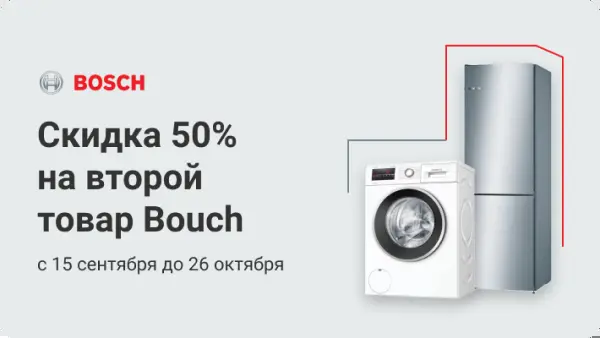 BOSCH
Скидка 50%
на второй
товар Bouch
с 15 сентября до 26 октября